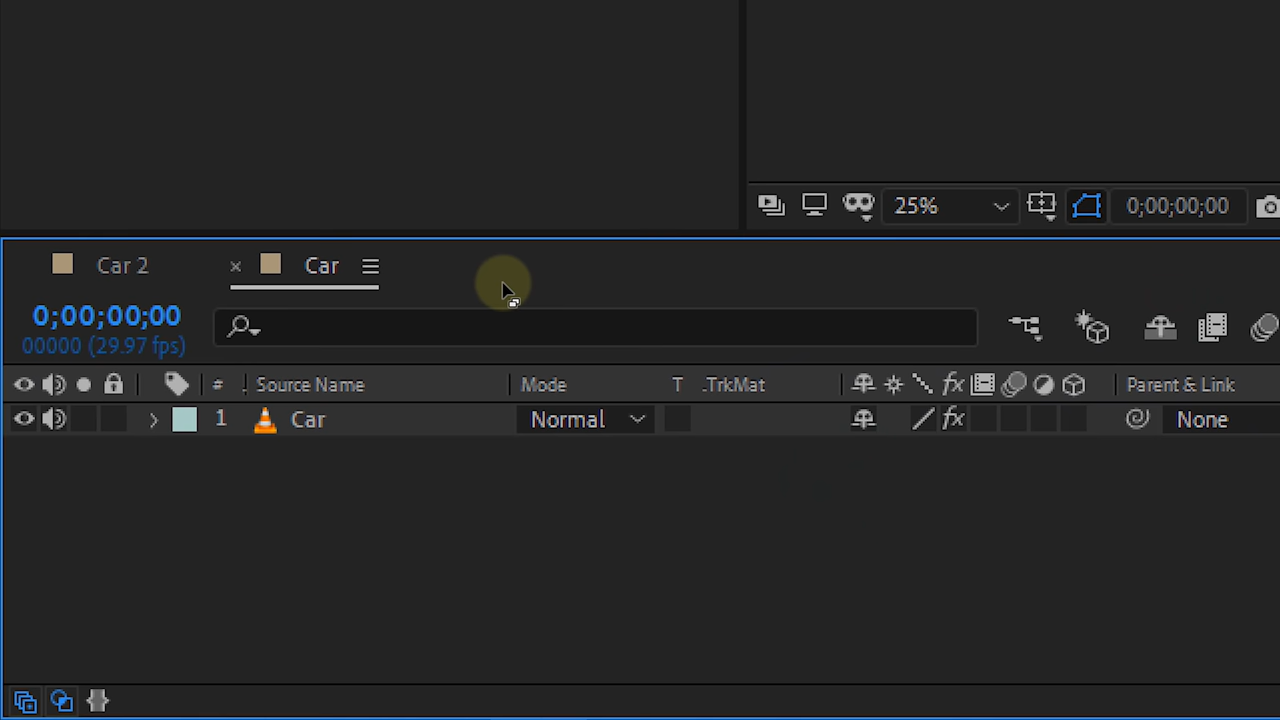 25%
0;00;00;00
Car 2
Car
0;00;00;00
00000 (29.97 fps)
#
Source Name
Mode
T
.TrkMat
fx
Parent & Link
1
Car
Normal
fx
None